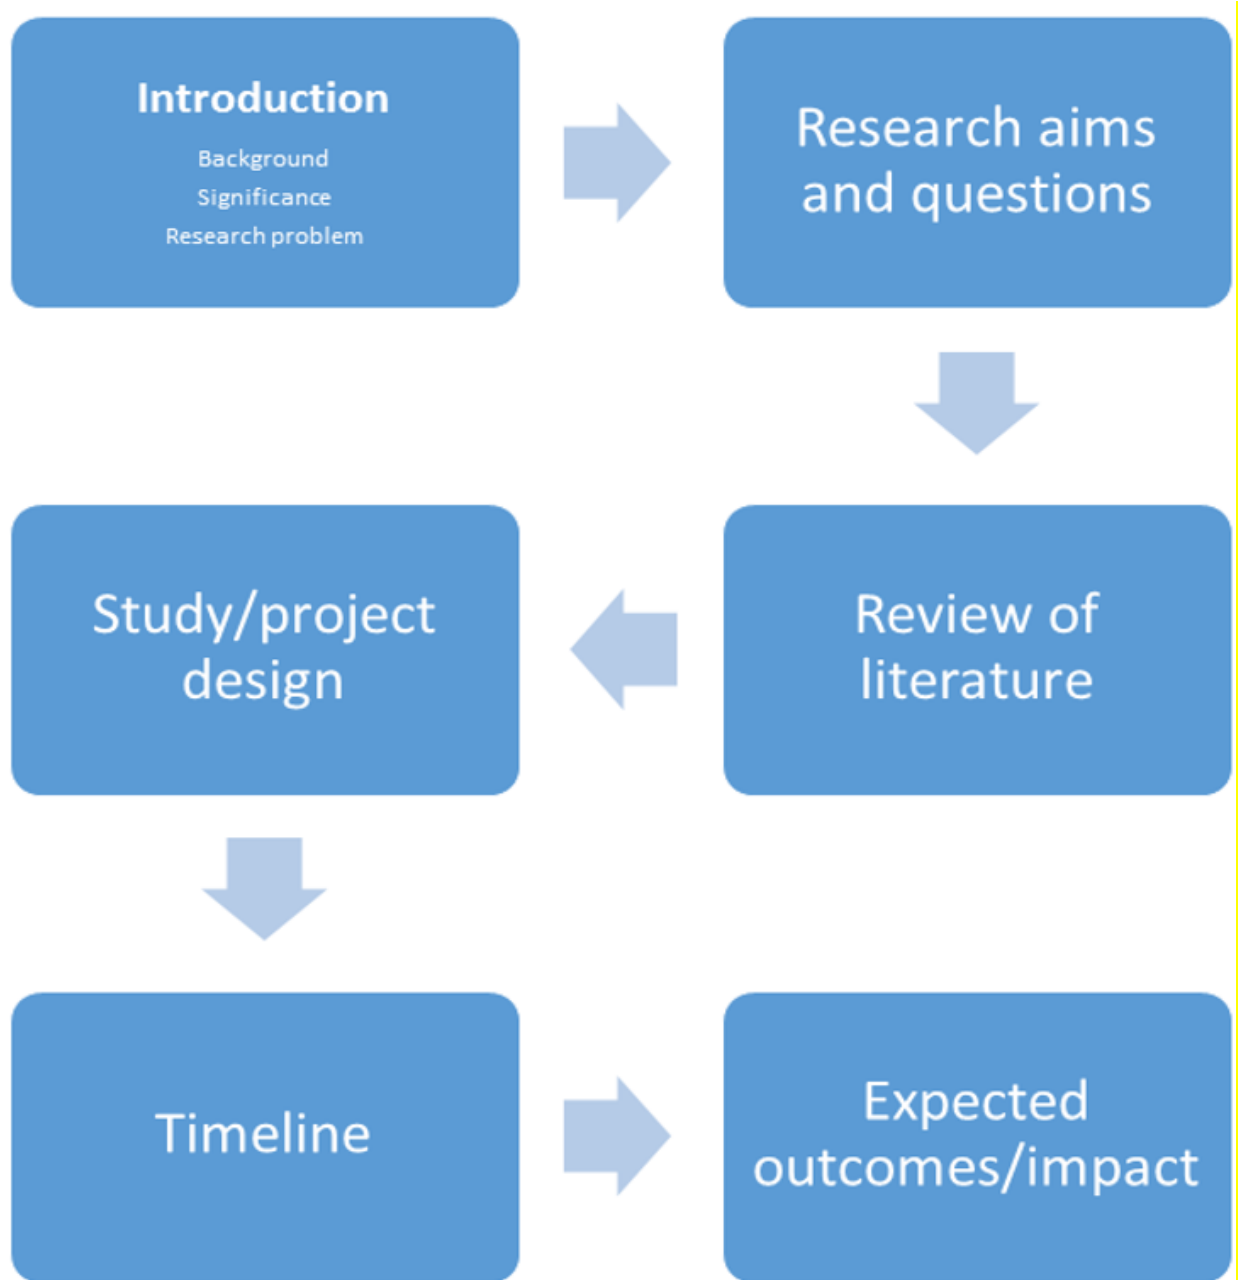 Introduction
Background
Significance
Research problem
Research aims
and questions
Review of
literature
Study/project
design
Timeline
Expected
outcomes/impact